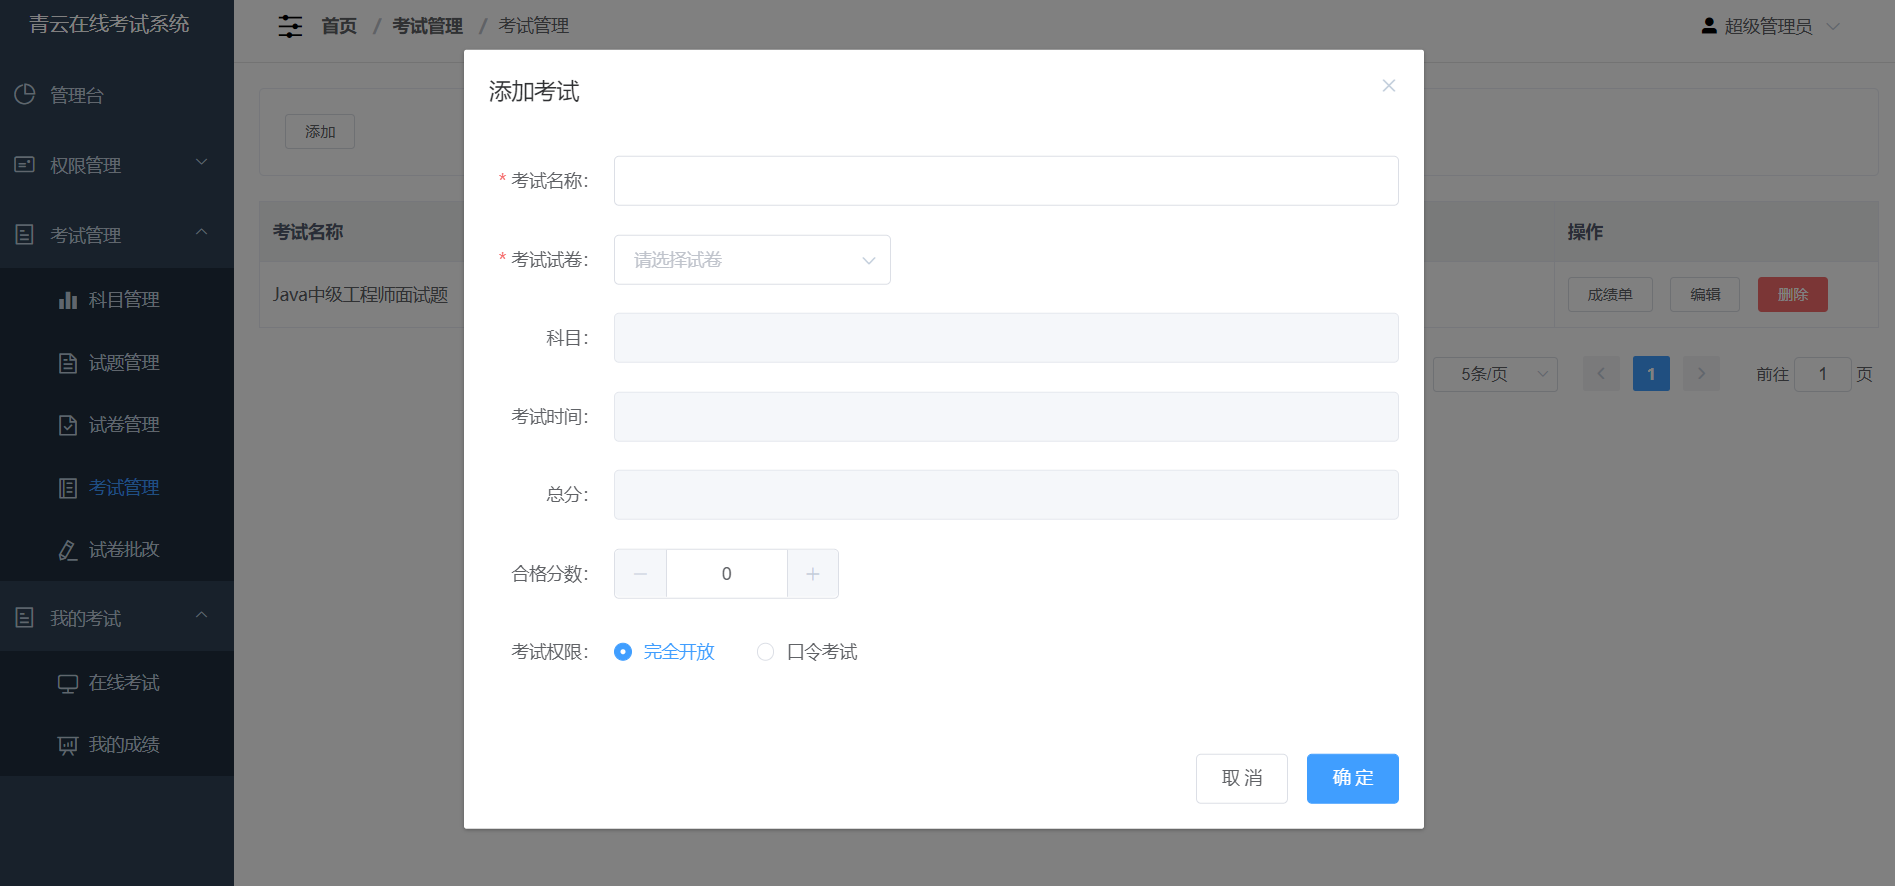 青云在线考试系统
管理台
权限管理
考试管理
科目管理
试题管理
试卷管理
考试管理
试卷批改
我的考试
在线考试
我的成绩
首页 / 考试管理 / 考试管理
超级管理员
添加
考试名称
操作
Java中级工程师面试题
成绩单 编辑 删除
5条/页
1
前往 1 页
添加考试
* 考试名称：
* 考试试卷： 请选择试卷
科目：
考试时间：
总分：
合格分数： 0
考试权限： 完全开放 口令考试
取 消 确 定